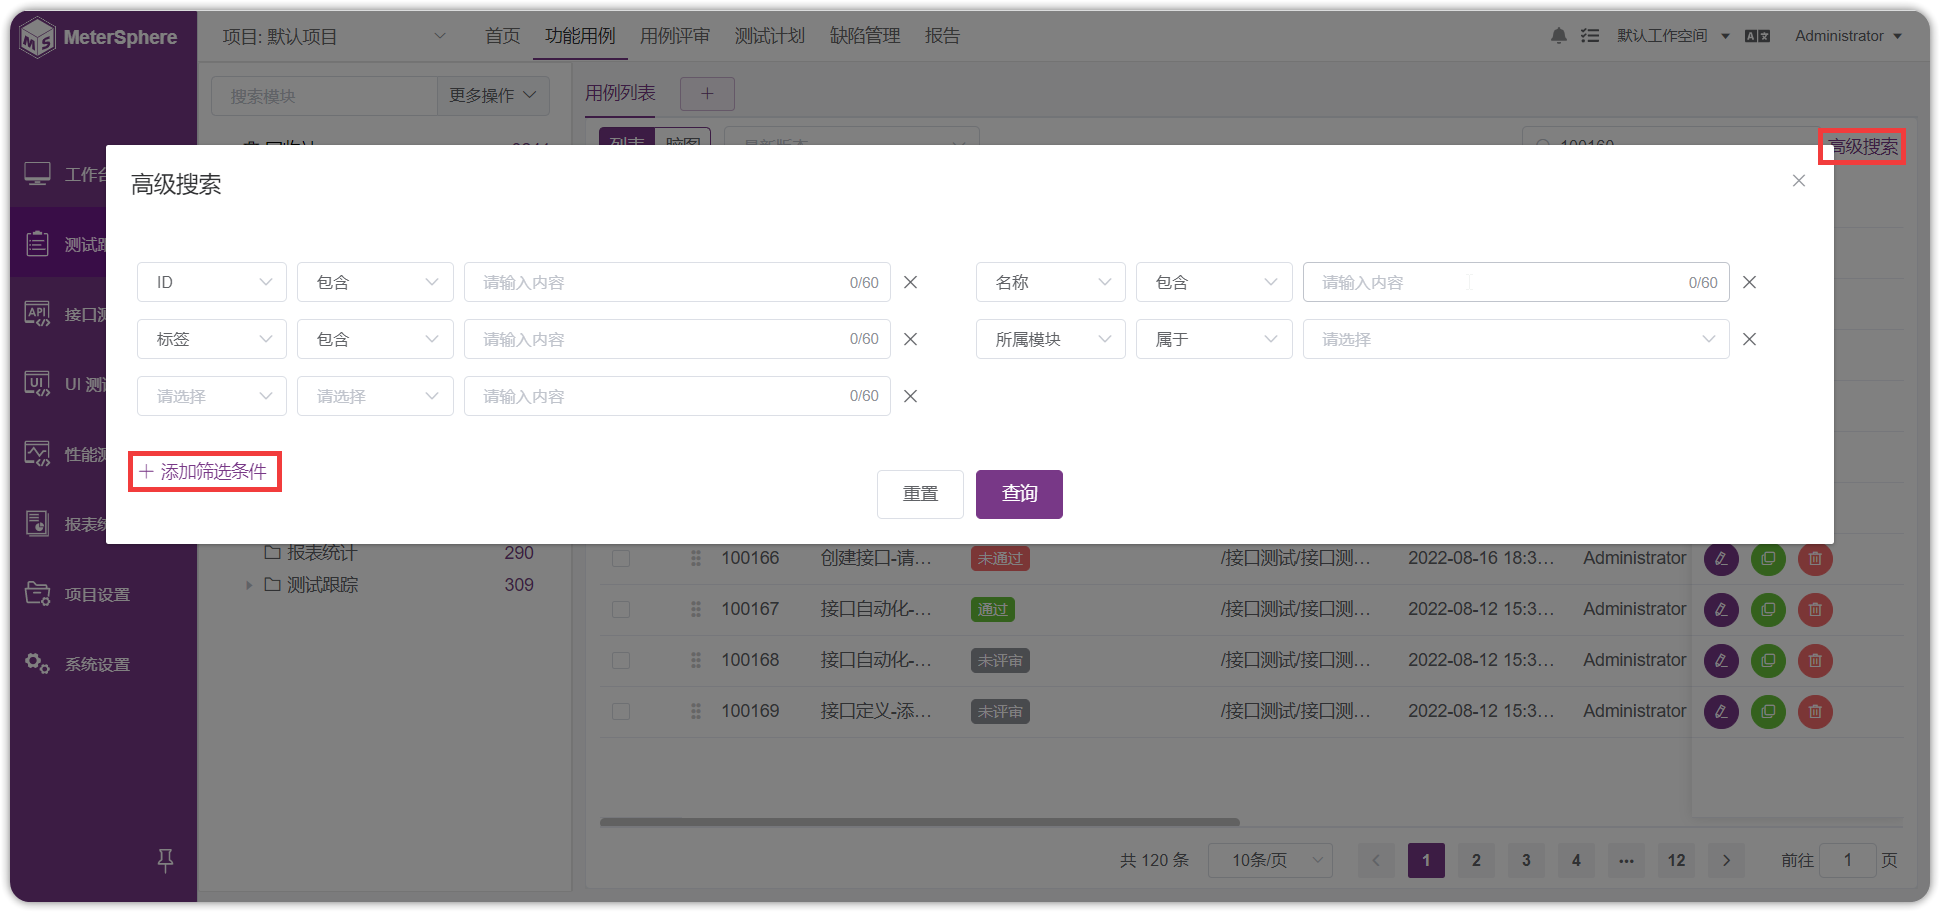 MeterSphere
项目: 默认项目
首页
功能用例
用例评审
测试计划
缺陷管理
报告
默认工作空间
Administrator
搜索模块
更多操作
用例列表
+
列表
脑图
最新版本
100160
高级搜索
工作台
测试跟
接口测
API
UI 测试
UI
性能测
报表统
项目设置
系统设置
高级搜索
ID
包含
请输入内容
0/60
名称
包含
请输入内容
0/60
标签
包含
请输入内容
0/60
所属模块
属于
请选择
请选择
请选择
请输入内容
0/60
+ 添加筛选条件
重置
查询
报表统计 290
测试跟踪 309
100166 创建接口-请... 未通过 /接口测试/接口测... 2022-08-16 18:3... Administrator
100167 接口自动化-... 通过 /接口测试/接口测... 2022-08-12 15:3... Administrator
100168 接口自动化-... 未评审 /接口测试/接口测... 2022-08-12 15:3... Administrator
100169 接口定义-添... 未评审 /接口测试/接口测... 2022-08-12 15:3... Administrator
共 120 条
10条/页
1 2 3 4 ... 12
前往 1 页